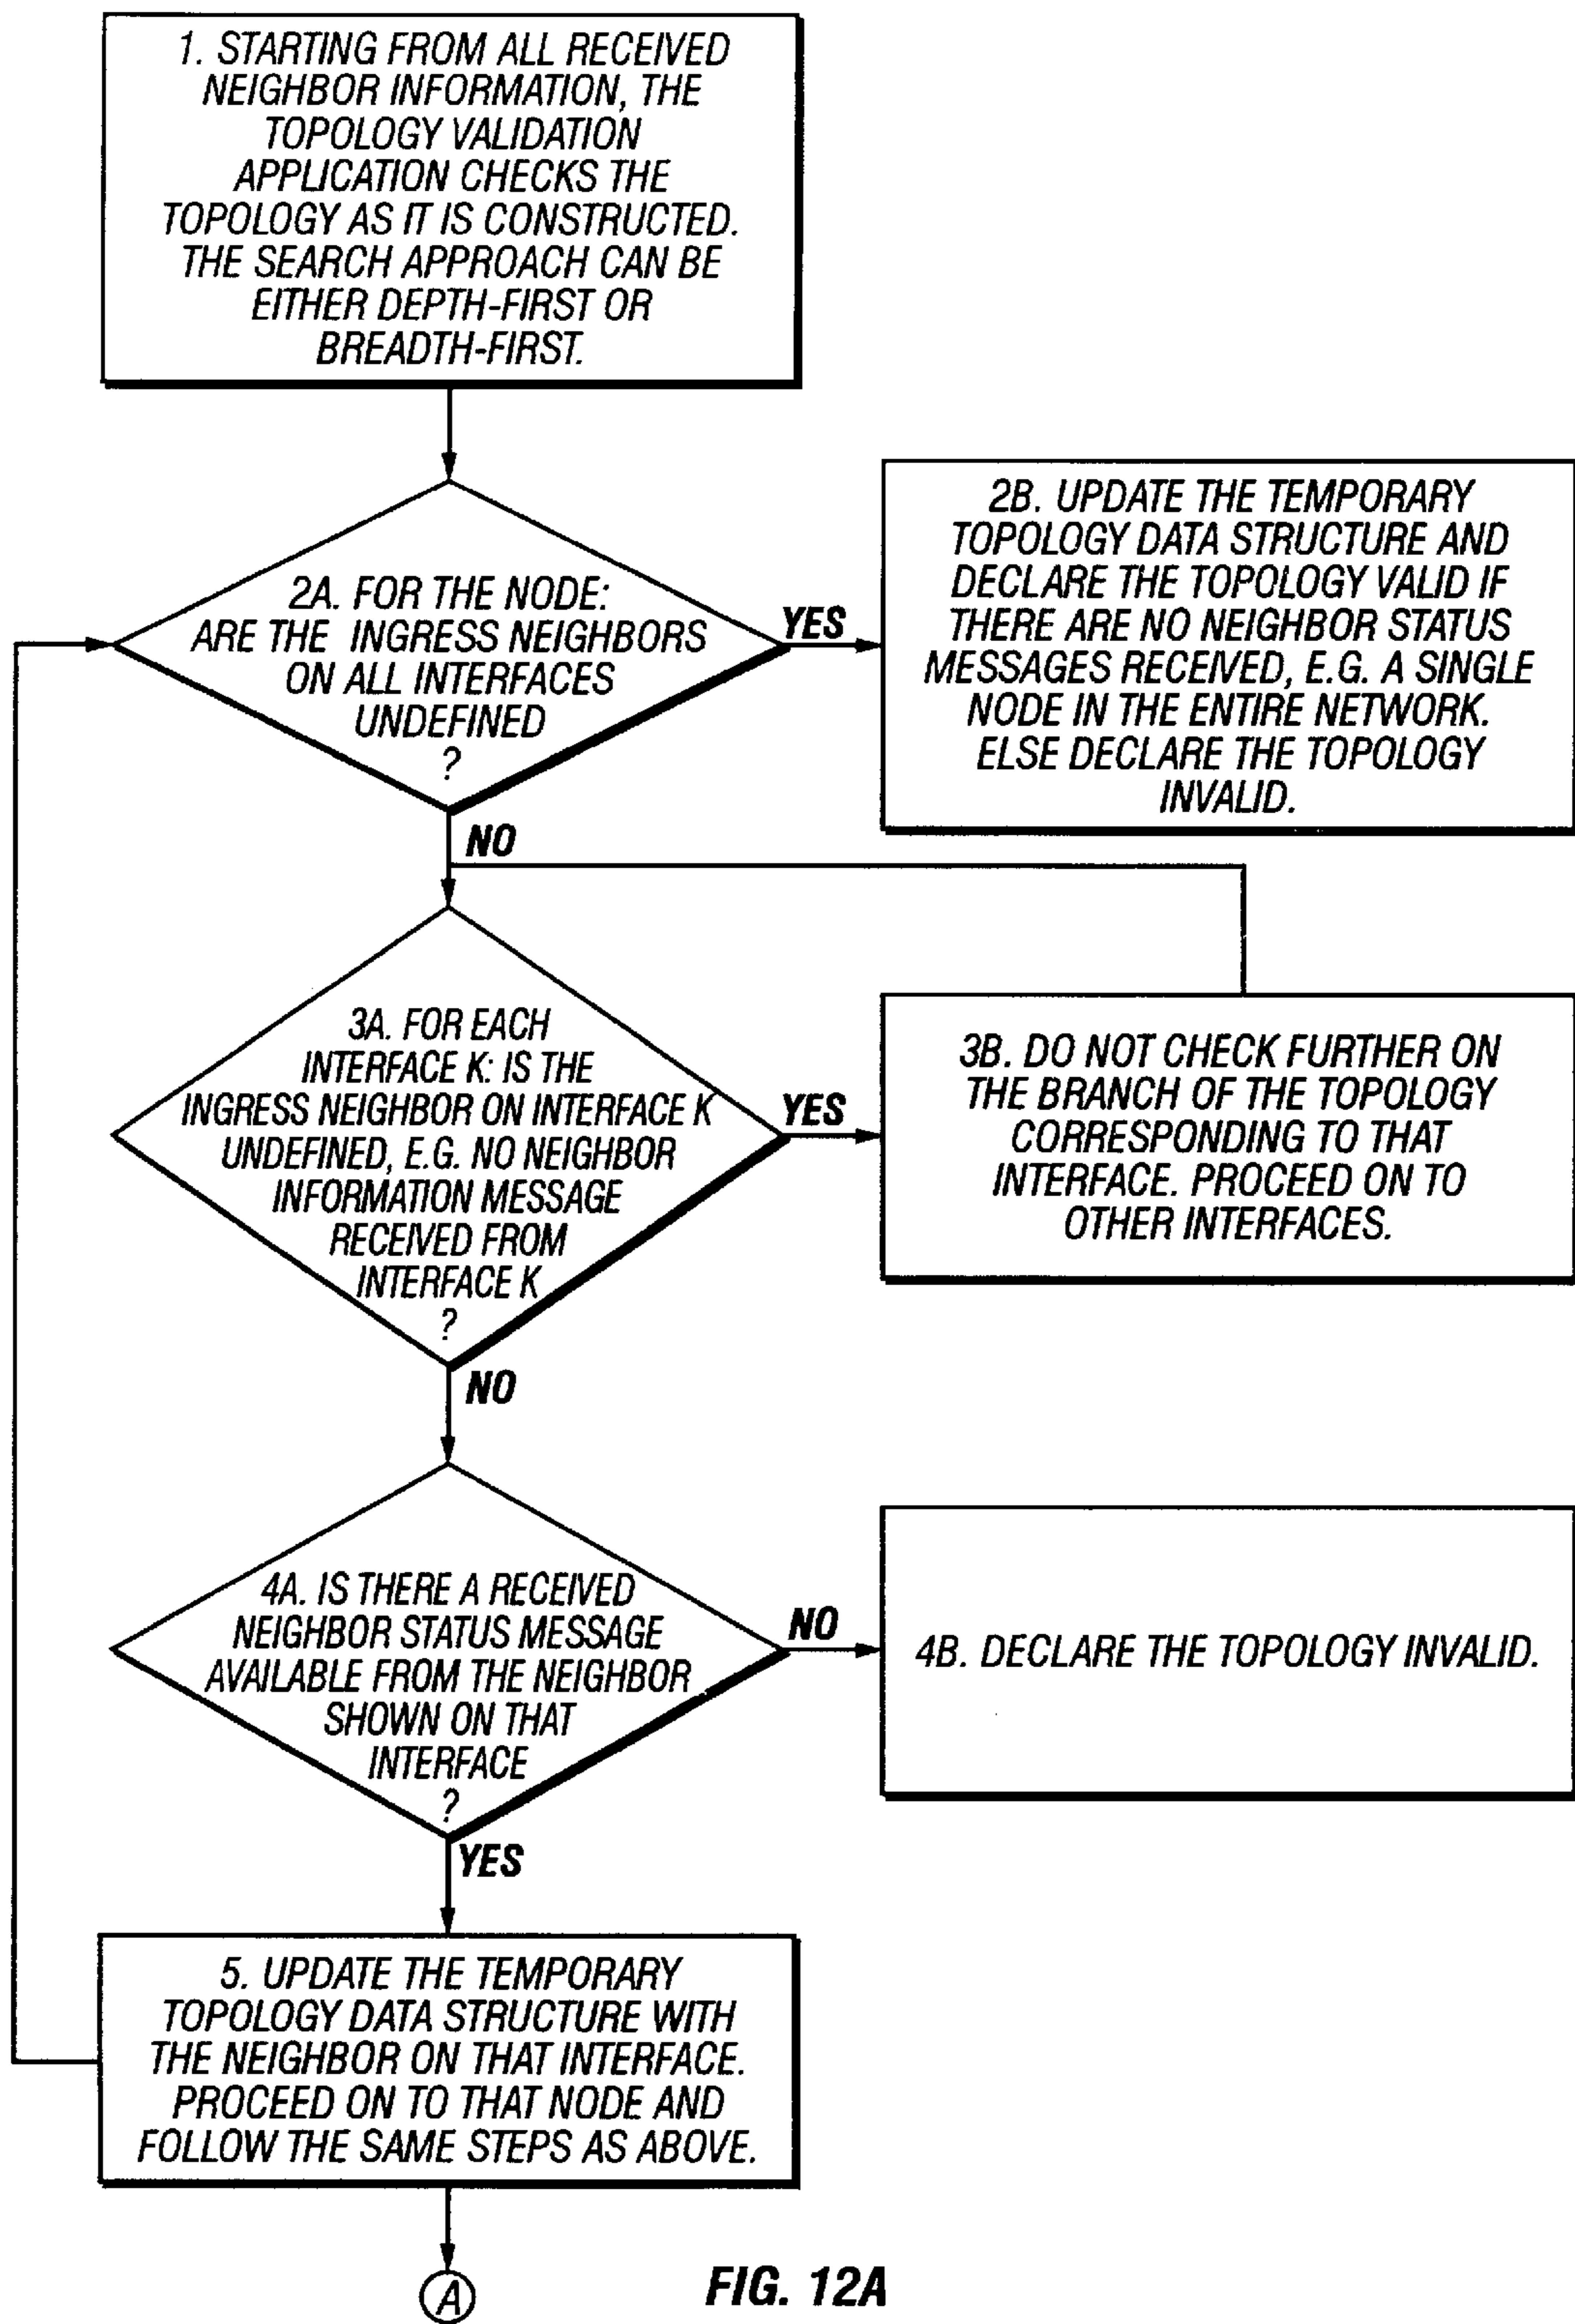 1. STARTING FROM ALL RECEIVED
NEIGHBOR INFORMATION, THE
TOPOLOGY VALIDATION
APPLICATION CHECKS THE
TOPOLOGY AS IT IS CONSTRUCTED.
THE SEARCH APPROACH CAN BE
EITHER DEPTH-FIRST OR
BREADTH-FIRST.
2A. FOR THE NODE:
ARE THE INGRESS NEIGHBORS
ON ALL INTERFACES
UNDEFINED
?
YES
2B. UPDATE THE TEMPORARY
TOPOLOGY DATA STRUCTURE AND
DECLARE THE TOPOLOGY VALID IF
THERE ARE NO NEIGHBOR STATUS
MESSAGES RECEIVED, E.G. A SINGLE
NODE IN THE ENTIRE NETWORK.
ELSE DECLARE THE TOPOLOGY
INVALID.
NO
3A. FOR EACH
INTERFACE K: IS THE
INGRESS NEIGHBOR ON INTERFACE K
UNDEFINED, E.G. NO NEIGHBOR
INFORMATION MESSAGE
RECEIVED FROM
INTERFACE K
?
YES
3B. DO NOT CHECK FURTHER ON
THE BRANCH OF THE TOPOLOGY
CORRESPONDING TO THAT
INTERFACE. PROCEED ON TO
OTHER INTERFACES.
NO
4A. IS THERE A RECEIVED
NEIGHBOR STATUS MESSAGE
AVAILABLE FROM THE NEIGHBOR
SHOWN ON THAT
INTERFACE
?
NO
4B. DECLARE THE TOPOLOGY INVALID.
YES
5. UPDATE THE TEMPORARY
TOPOLOGY DATA STRUCTURE WITH
THE NEIGHBOR ON THAT INTERFACE.
PROCEED ON TO THAT NODE AND
FOLLOW THE SAME STEPS AS ABOVE.
A
FIG. 12A